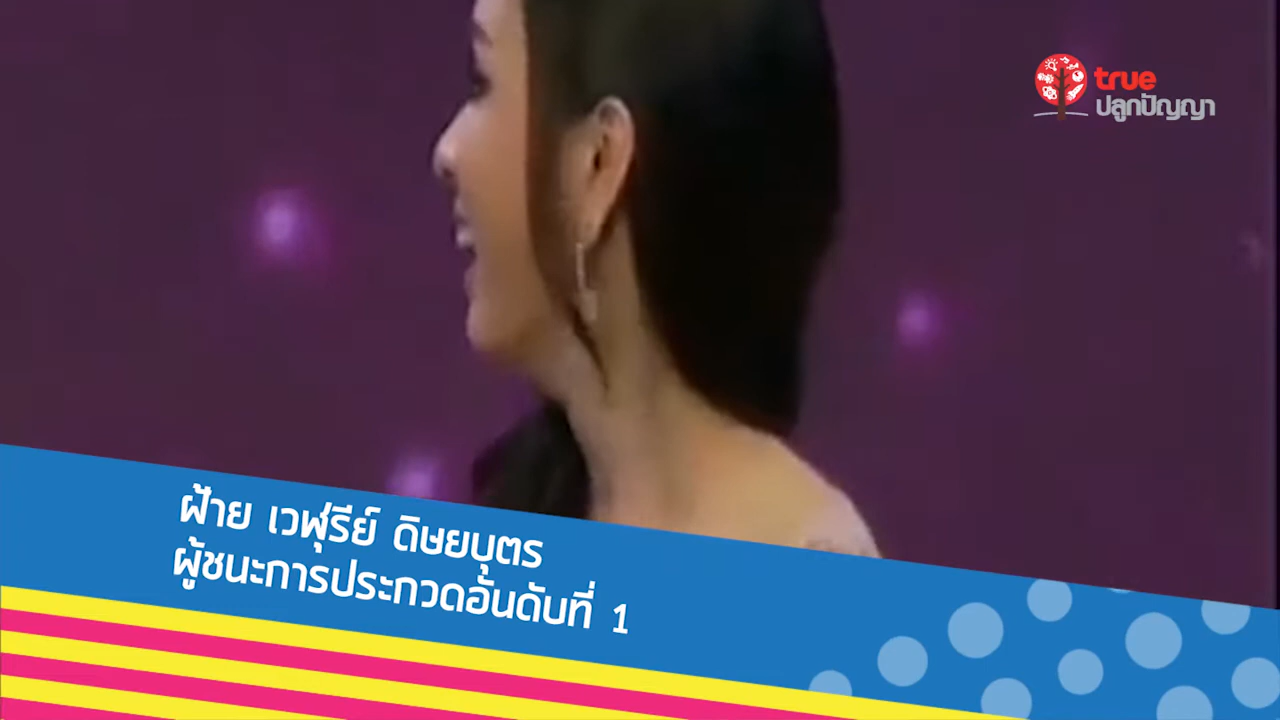 true
ปลูกปัญญา
ฝ้าย เวฬุรีย์ ดิษยบุตร
ผู้ชนะการประกวดอันดับที่ 1